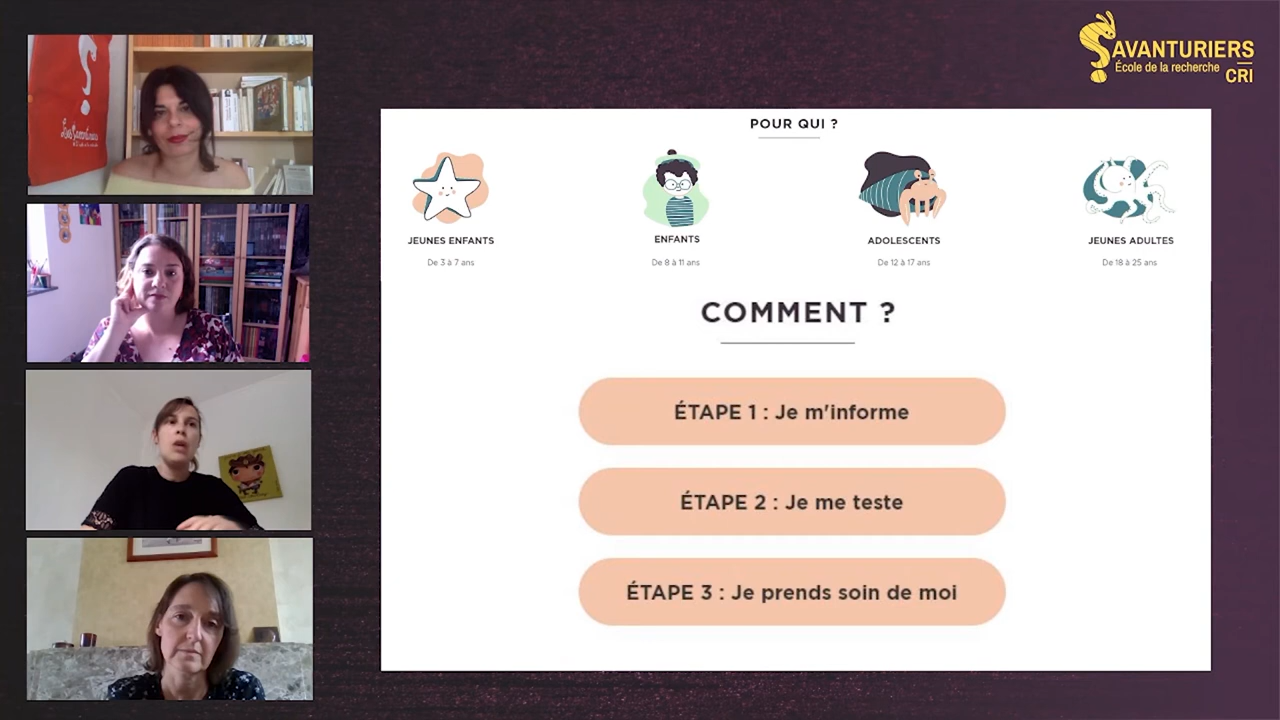 SAVANTURIERS
École de la recherche
CRI
POUR QUI ?
JEUNES ENFANTS
De 3 à 7 ans
ENFANTS
De 8 à 11 ans
ADOLESCENTS
De 12 à 17 ans
JEUNES ADULTES
De 18 à 25 ans
COMMENT ?
ÉTAPE 1 : Je m'informe
ÉTAPE 2 : Je me teste
ÉTAPE 3 : Je prends soin de moi